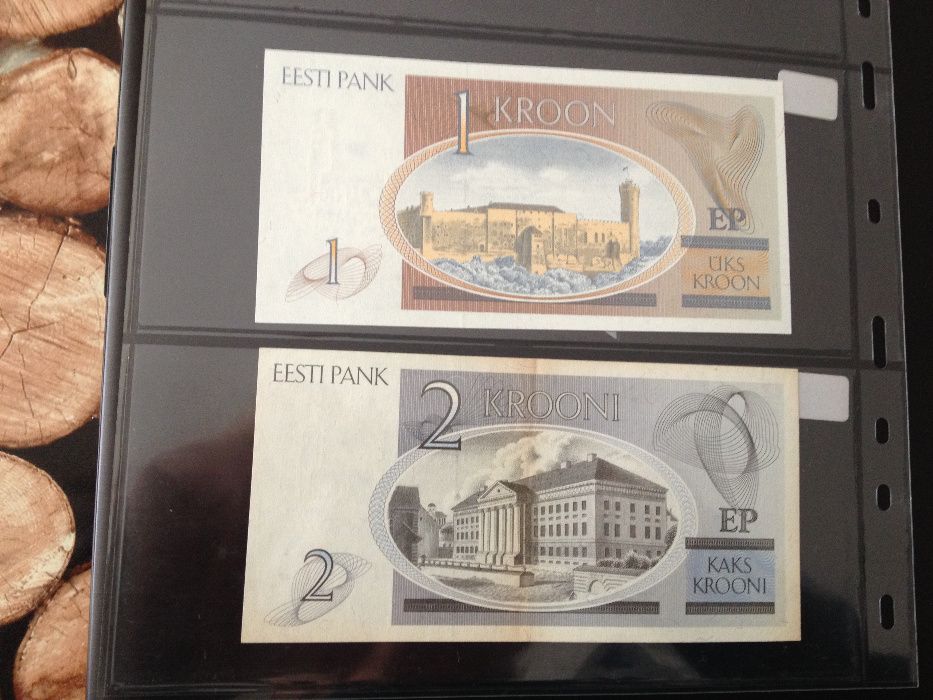 EESTI PANK
1 KROON
EP
ÜKS
KROON
1
EESTI PANK
2 KROONI
EP
KAKS
KROONI
2